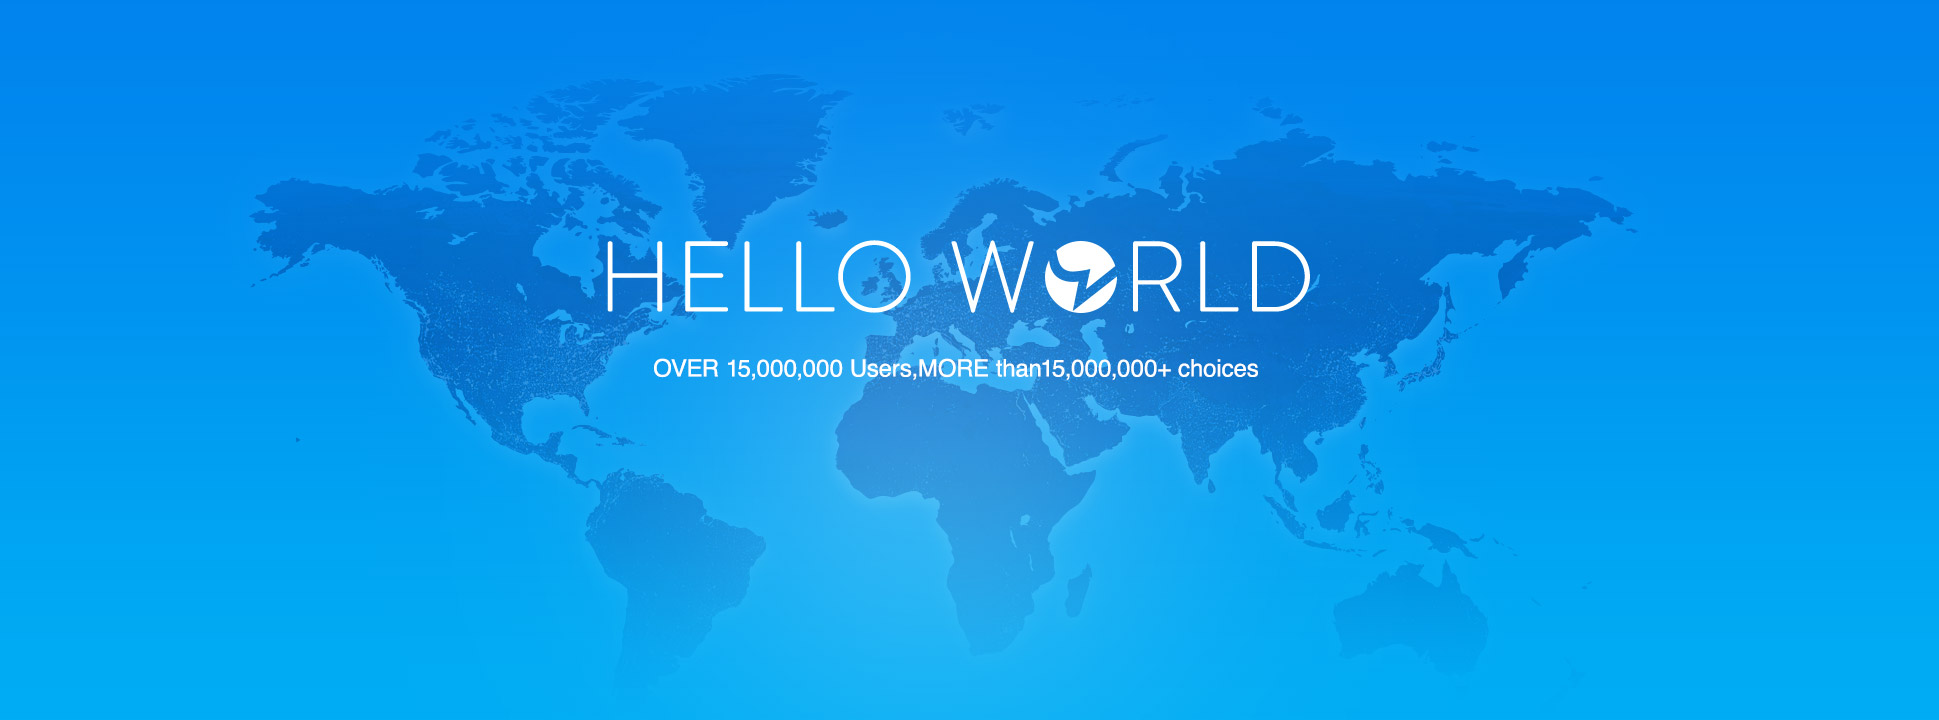 HELLO WORLD
OVER 15,000,000 Users,MORE than15,000,000+ choices